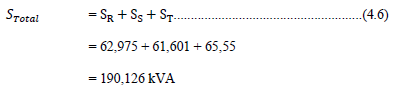 S_Total = S_R + S_S + S_T......................................................(4.6)
= 62,975 + 61,601 + 65,55
= 190,126 kVA